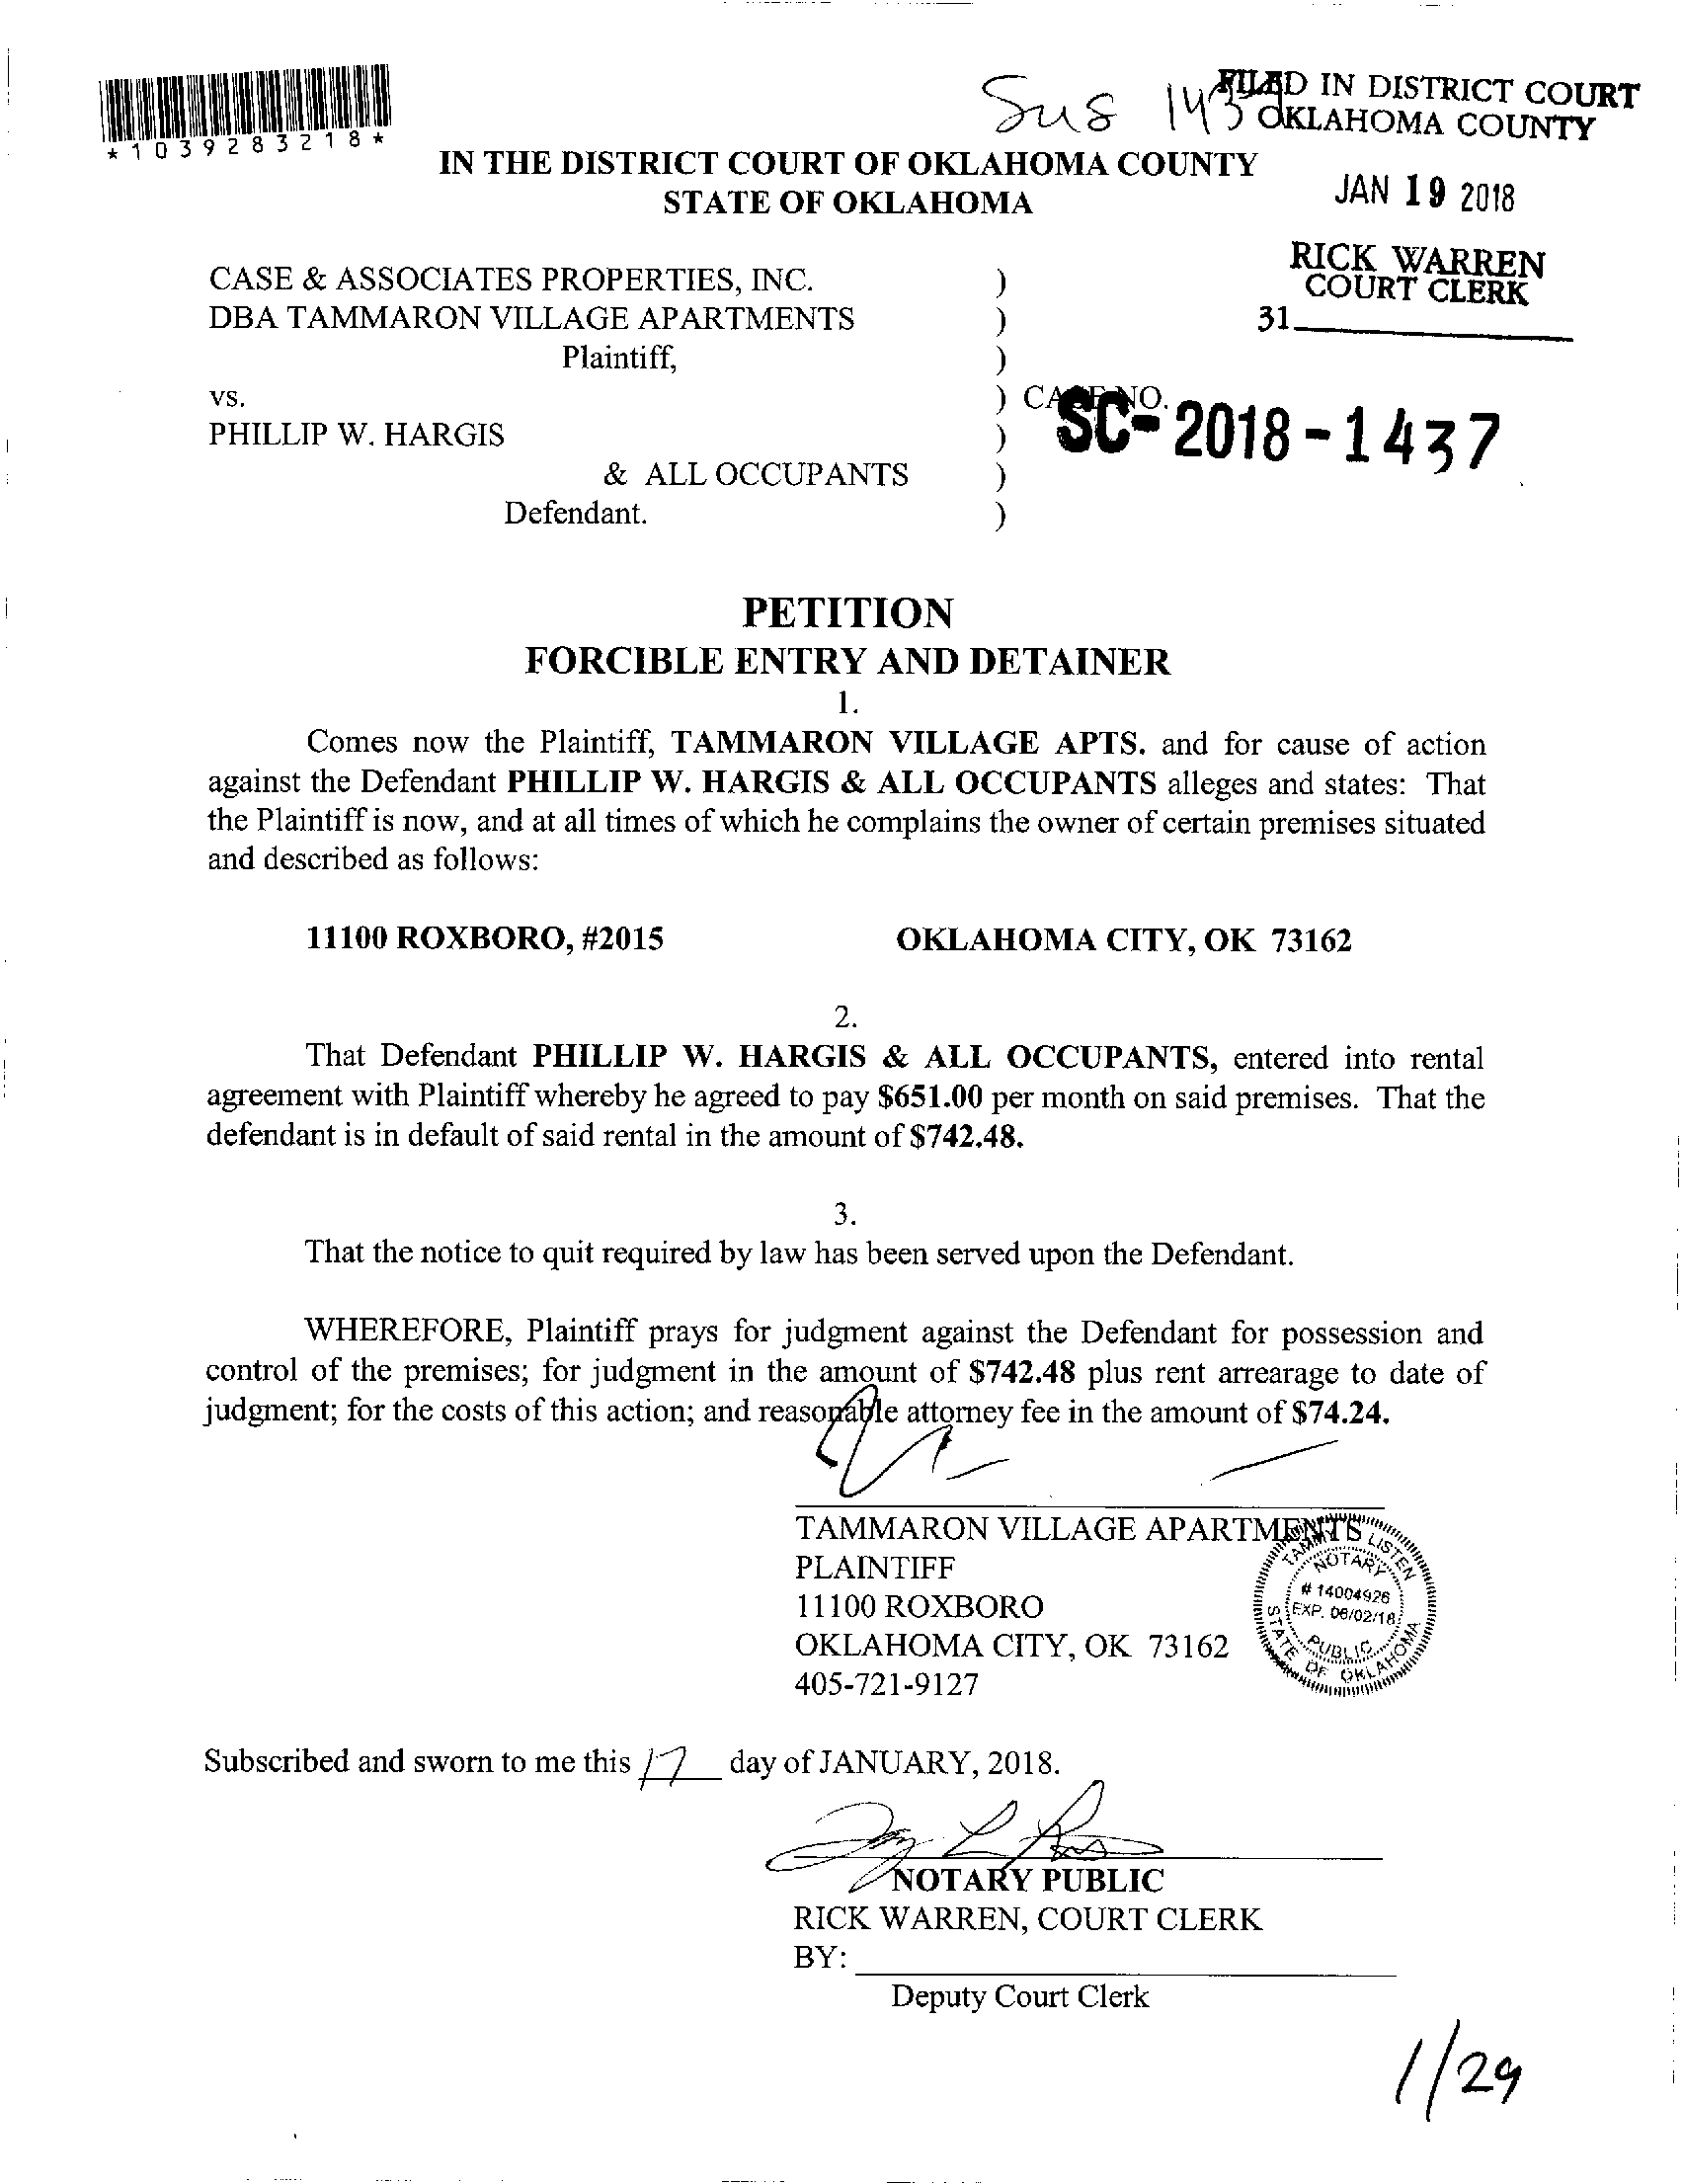 *1039283218*
Sus 143
FILED IN DISTRICT COURT
OKLAHOMA COUNTY
IN THE DISTRICT COURT OF OKLAHOMA COUNTY
STATE OF OKLAHOMA
JAN 19 2018
RICK WARREN
COURT CLERK
31
CASE & ASSOCIATES PROPERTIES, INC. )
DBA TAMMARON VILLAGE APARTMENTS )
Plaintiff, )
vs. ) CASE NO.
SC-2018-1437
PHILLIP W. HARGIS )
& ALL OCCUPANTS )
Defendant. )
PETITION
FORCIBLE ENTRY AND DETAINER
1.
Comes now the Plaintiff, TAMMARON VILLAGE APTS. and for cause of action
against the Defendant PHILLIP W. HARGIS & ALL OCCUPANTS alleges and states: That
the Plaintiff is now, and at all times of which he complains the owner of certain premises situated
and described as follows:
11100 ROXBORO, #2015 OKLAHOMA CITY, OK 73162
2.
That Defendant PHILLIP W. HARGIS & ALL OCCUPANTS, entered into rental
agreement with Plaintiff whereby he agreed to pay $651.00 per month on said premises. That the
defendant is in default of said rental in the amount of $742.48.
3.
That the notice to quit required by law has been served upon the Defendant.
WHEREFORE, Plaintiff prays for judgment against the Defendant for possession and
control of the premises; for judgment in the amount of $742.48 plus rent arrearage to date of
judgment; for the costs of this action; and reasonable attorney fee in the amount of $74.24.
TAMMARON VILLAGE APARTMENTS
PLAINTIFF
11100 ROXBORO
OKLAHOMA CITY, OK 73162
405-721-9127
TAMMY LISTEN
NOTARY
# 14004926
EXP. 06/02/18
PUBLIC
STATE OF OKLAHOMA
Subscribed and sworn to me this 17 day of JANUARY, 2018.
NOTARY PUBLIC
RICK WARREN, COURT CLERK
BY:
Deputy Court Clerk
1/29